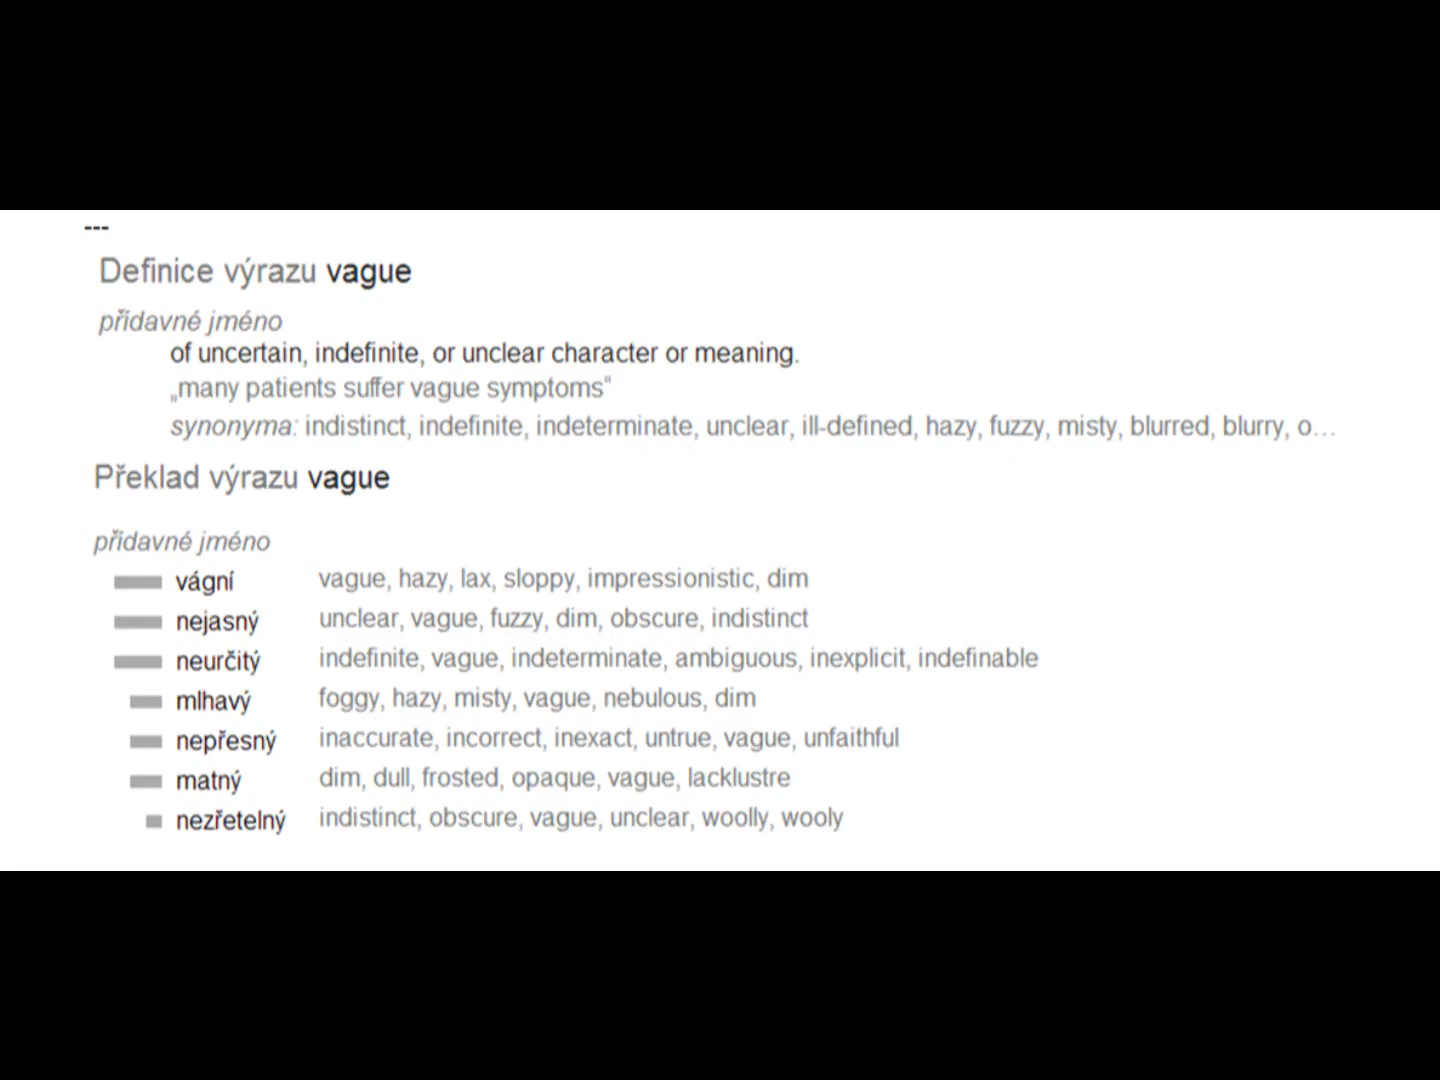 ---
Definice výrazu vague
přídavné jméno
of uncertain, indefinite, or unclear character or meaning.
„many patients suffer vague symptoms“
synonyma: indistinct, indefinite, indeterminate, unclear, ill-defined, hazy, fuzzy, misty, blurred, blurry, o…
Překlad výrazu vague
přídavné jméno
vágní vague, hazy, lax, sloppy, impressionistic, dim
nejasný unclear, vague, fuzzy, dim, obscure, indistinct
neurčitý indefinite, vague, indeterminate, ambiguous, inexplicit, indefinable
mlhavý foggy, hazy, misty, vague, nebulous, dim
nepřesný inaccurate, incorrect, inexact, untrue, vague, unfaithful
matný dim, dull, frosted, opaque, vague, lacklustre
nezřetelný indistinct, obscure, vague, unclear, woolly, wooly